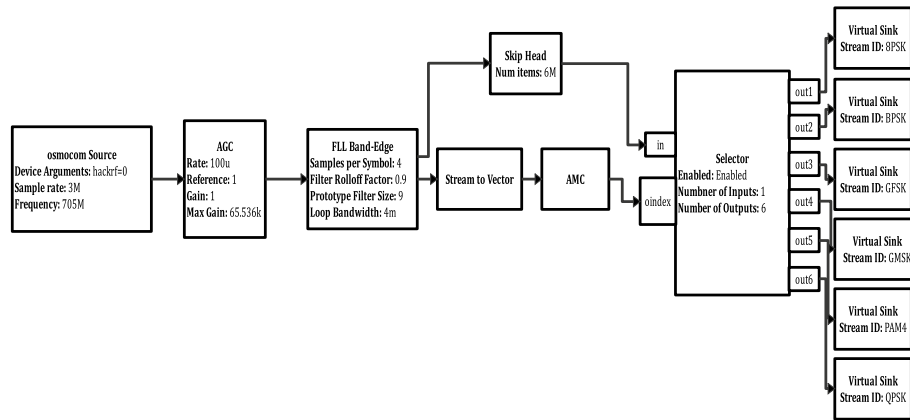 osmocom Source
Device Arguments: hackrf=0
Sample rate: 3M
Frequency: 705M
AGC
Rate: 100u
Reference: 1
Gain: 1
Max Gain: 65.536k
FLL Band-Edge
Samples per Symbol: 4
Filter Rolloff Factor: 0.9
Prototype Filter Size: 9
Loop Bandwidth: 4m
Skip Head
Num items: 6M
Stream to Vector
AMC
in
oindex
Selector
Enabled: Enabled
Numbner of Inputs: 1
Number of Outputs: 6
out1
out2
out3
out4
out5
out6
Virtual Sink
Stream ID: 8PSK
Virtual Sink
Stream ID: BPSK
Virtual Sink
Stream ID: GFSK
Virtual Sink
Stream ID: GMSK
Virtual Sink
Stream ID: PAM4
Virtual Sink
Stream ID: QPSK